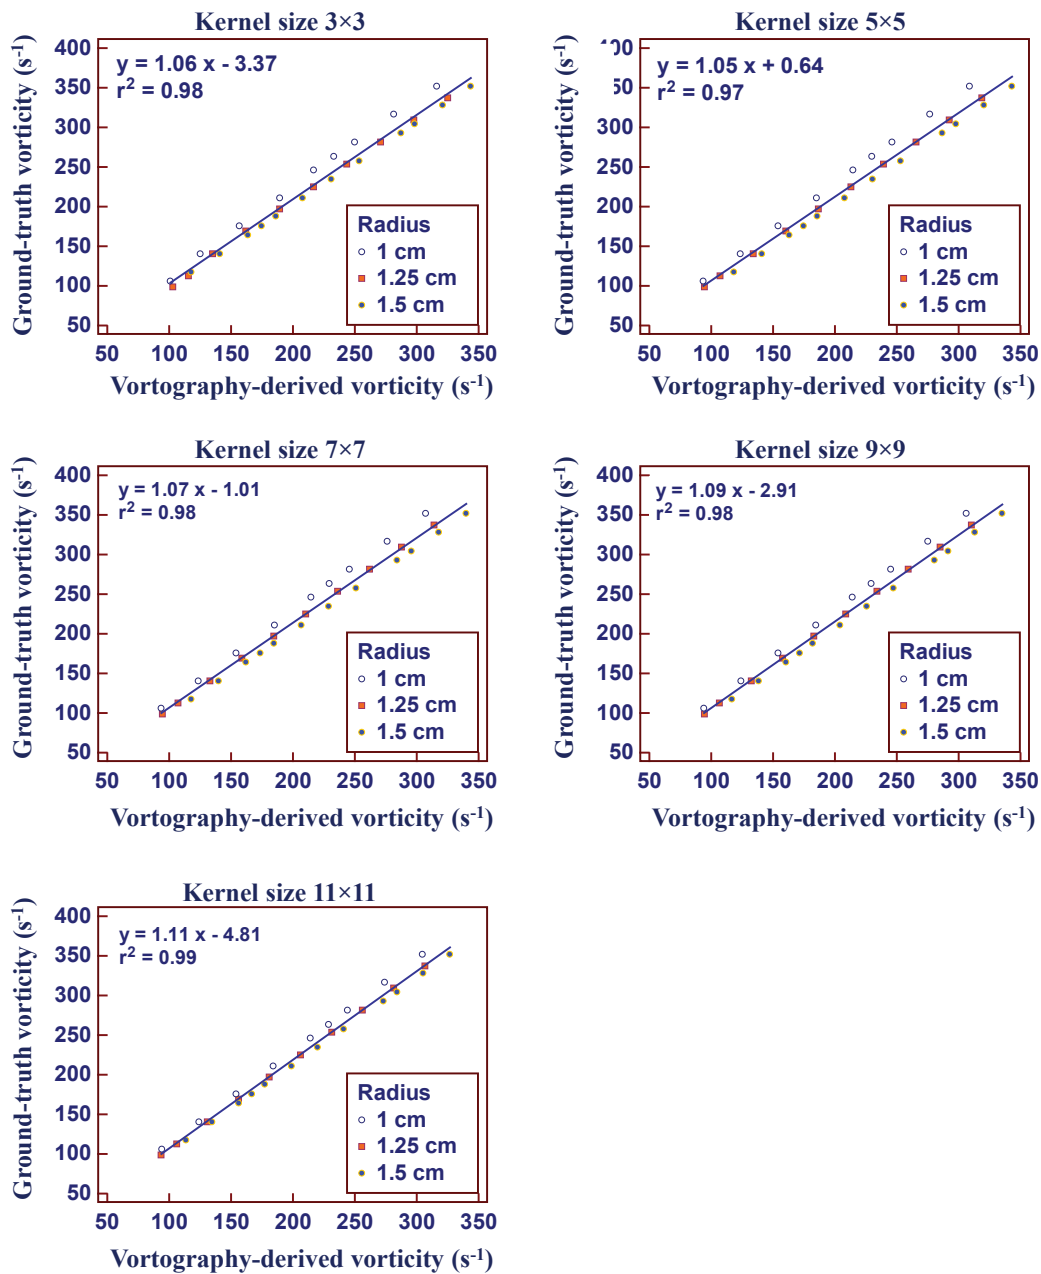 Kernel size 3×3
y = 1.06 x - 3.37
r² = 0.98
Ground-truth vorticity (s⁻¹)
400
350
300
250
200
150
100
50
Radius
1 cm
1.25 cm
1.5 cm
50 100 150 200 250 300 350
Vortography-derived vorticity (s⁻¹)
Kernel size 5×5
y = 1.05 x + 0.64
r² = 0.97
Ground-truth vorticity (s⁻¹)
50
300
250
200
150
100
50
Radius
1 cm
1.25 cm
1.5 cm
50 100 150 200 250 300 350
Vortography-derived vorticity (s⁻¹)
Kernel size 7×7
y = 1.07 x - 1.01
r² = 0.98
Ground-truth vorticity (s⁻¹)
400
350
300
250
200
150
100
50
Radius
1 cm
1.25 cm
1.5 cm
50 100 150 200 250 300 350
Vortography-derived vorticity (s⁻¹)
Kernel size 9×9
y = 1.09 x - 2.91
r² = 0.98
Ground-truth vorticity (s⁻¹)
400
350
300
250
200
150
100
50
Radius
1 cm
1.25 cm
1.5 cm
50 100 150 200 250 300 350
Vortography-derived vorticity (s⁻¹)
Kernel size 11×11
y = 1.11 x - 4.81
r² = 0.99
Ground-truth vorticity (s⁻¹)
400
350
300
250
200
150
100
50
Radius
1 cm
1.25 cm
1.5 cm
50 100 150 200 250 300 350
Vortography-derived vorticity (s⁻¹)